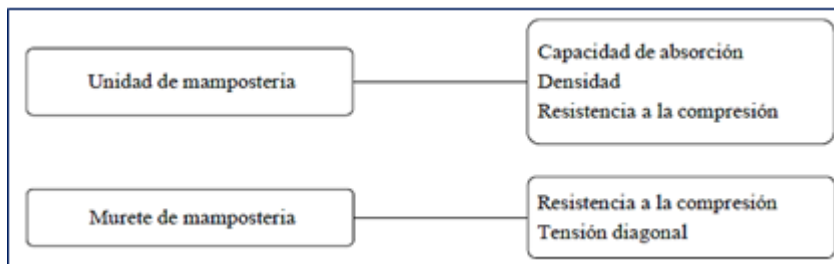 Unidad de mamposteria
Capacidad de absorción
Densidad
Resistencia a la compresión
Murete de mamposteria
Resistencia a la compresión
Tensión diagonal